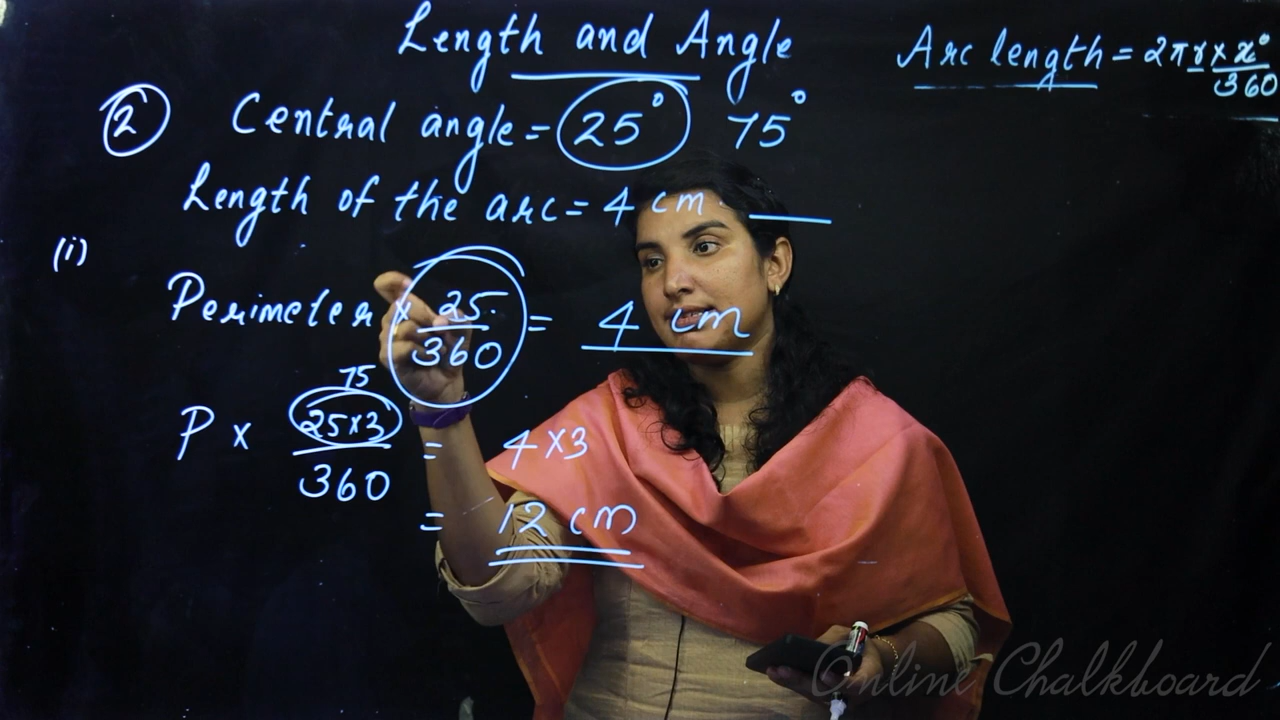 Length and Angle
Arc length = 2πr × x°/360
(2) Central angle = 25° 75°
Length of the arc = 4 cm.
(i)
Perimeter × 25/360 = 4 cm
75
P × 25×3/360 = 4×3
= 12 cm
Online Chalkboard